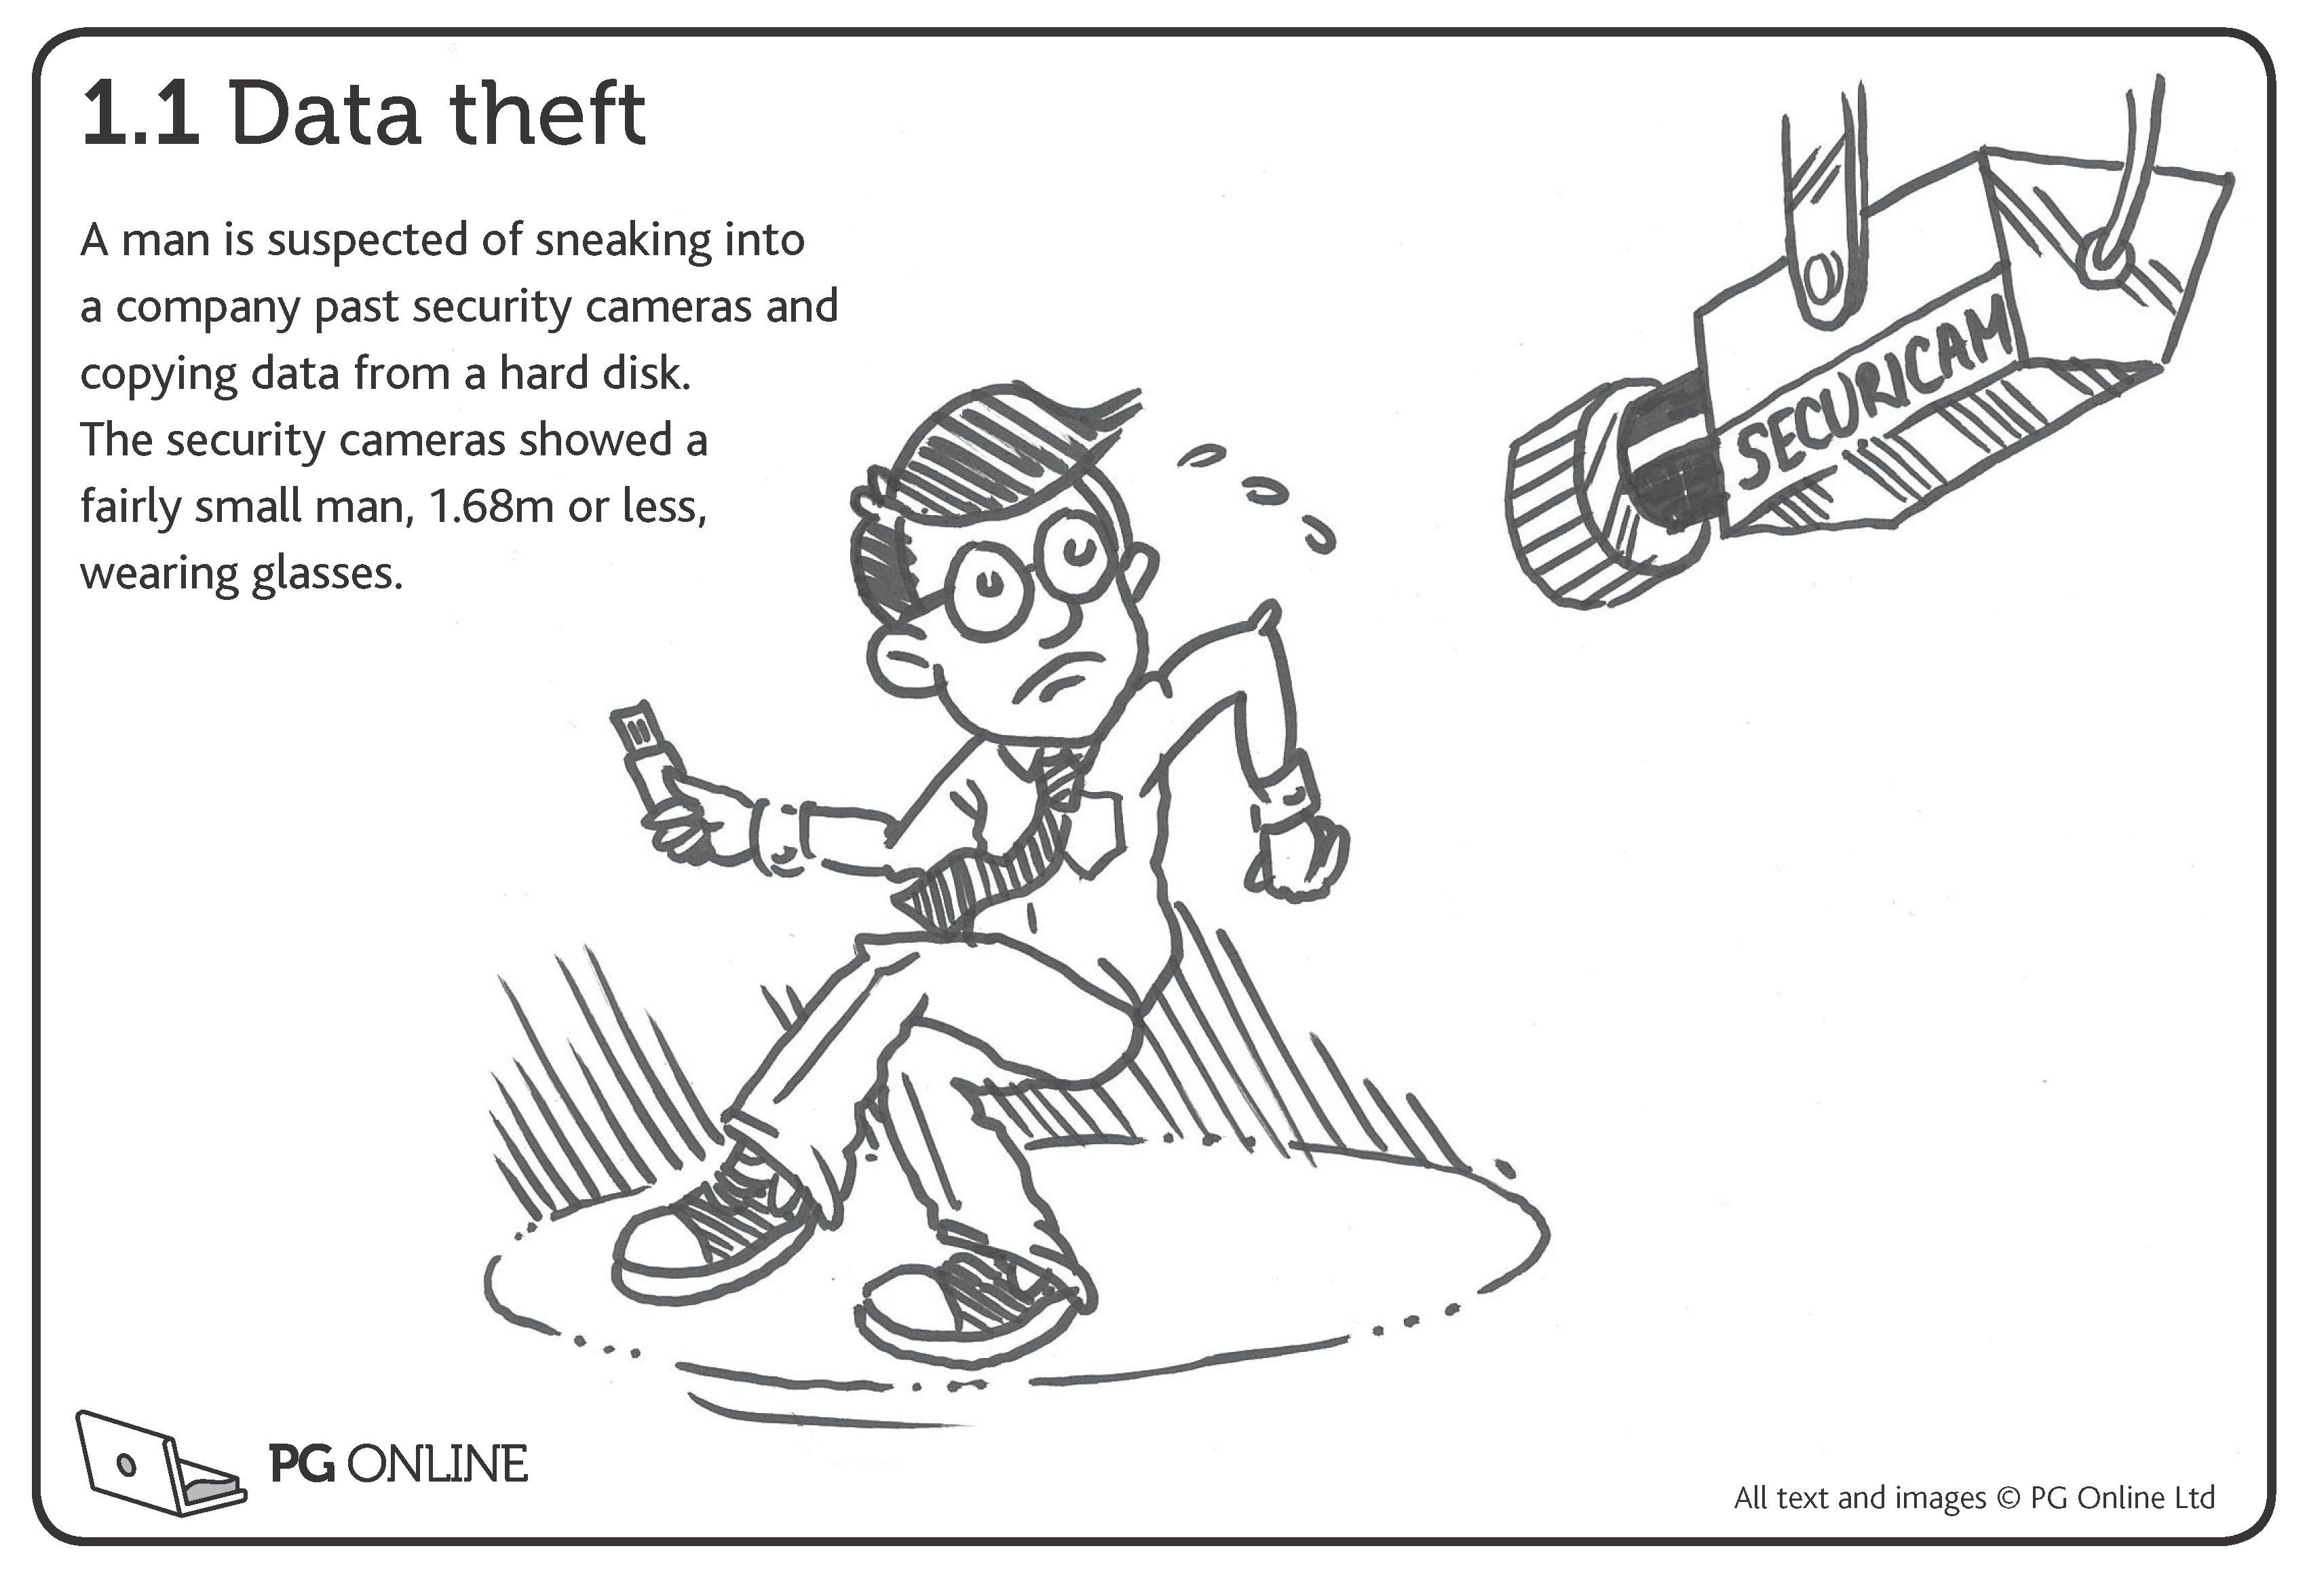 1.1 Data theft
A man is suspected of sneaking into
a company past security cameras and
copying data from a hard disk.
The security cameras showed a
fairly small man, 1.68m or less,
wearing glasses.
SECURICAM
PG ONLINE
All text and images © PG Online Ltd